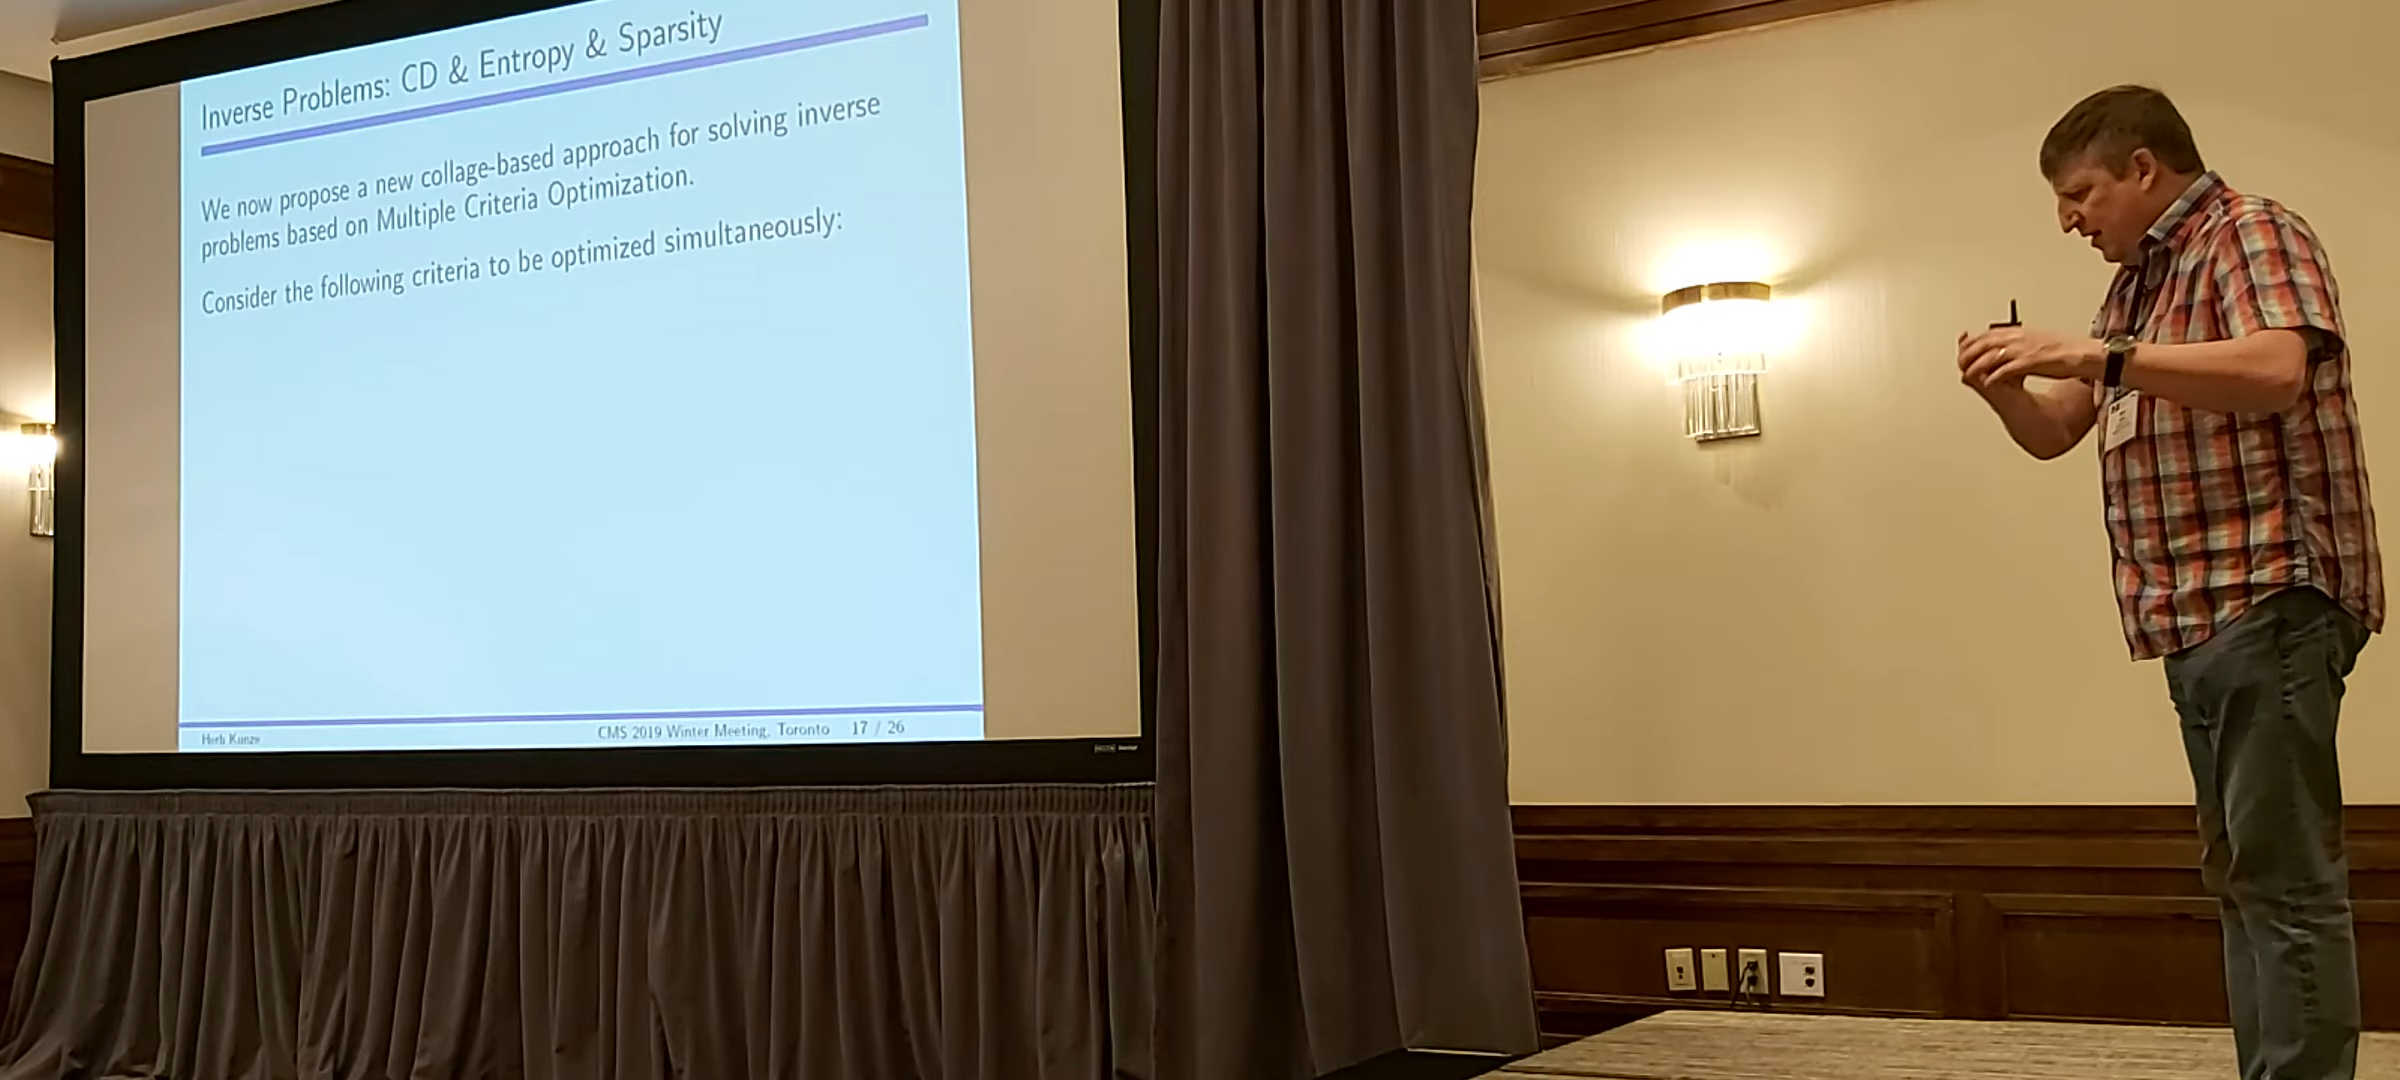 Inverse Problems: CD & Entropy & Sparsity
We now propose a new collage-based approach for solving inverse
problems based on Multiple Criteria Optimization.
Consider the following criteria to be optimized simultaneously:
Herb Kunze
CMS 2019 Winter Meeting, Toronto 17 / 26